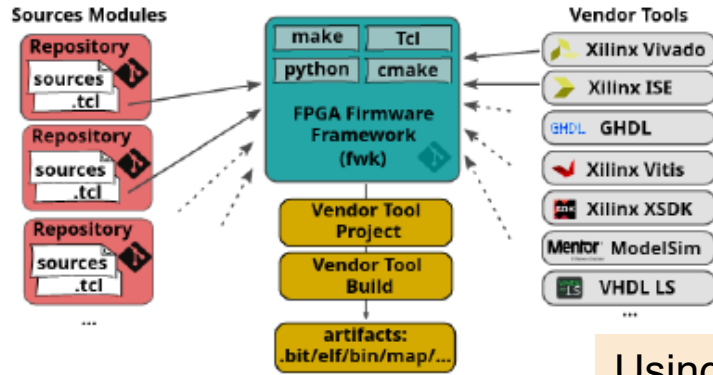 Sources Modules
Repository
sources
.tcl
Repository
sources
.tcl
Repository
sources
.tcl
...
make
Tcl
python
cmake
FPGA Firmware
Framework
(fwk)
Vendor Tool
Project
Vendor Tool
Build
artifacts:
.bit/elf/bin/map/...
Vendor Tools
Xilinx Vivado
Xilinx ISE
GHDL GHDL
Xilinx Vitis
Xilinx XSDK
Mentor ModelSim
VHDL LS
...
Using